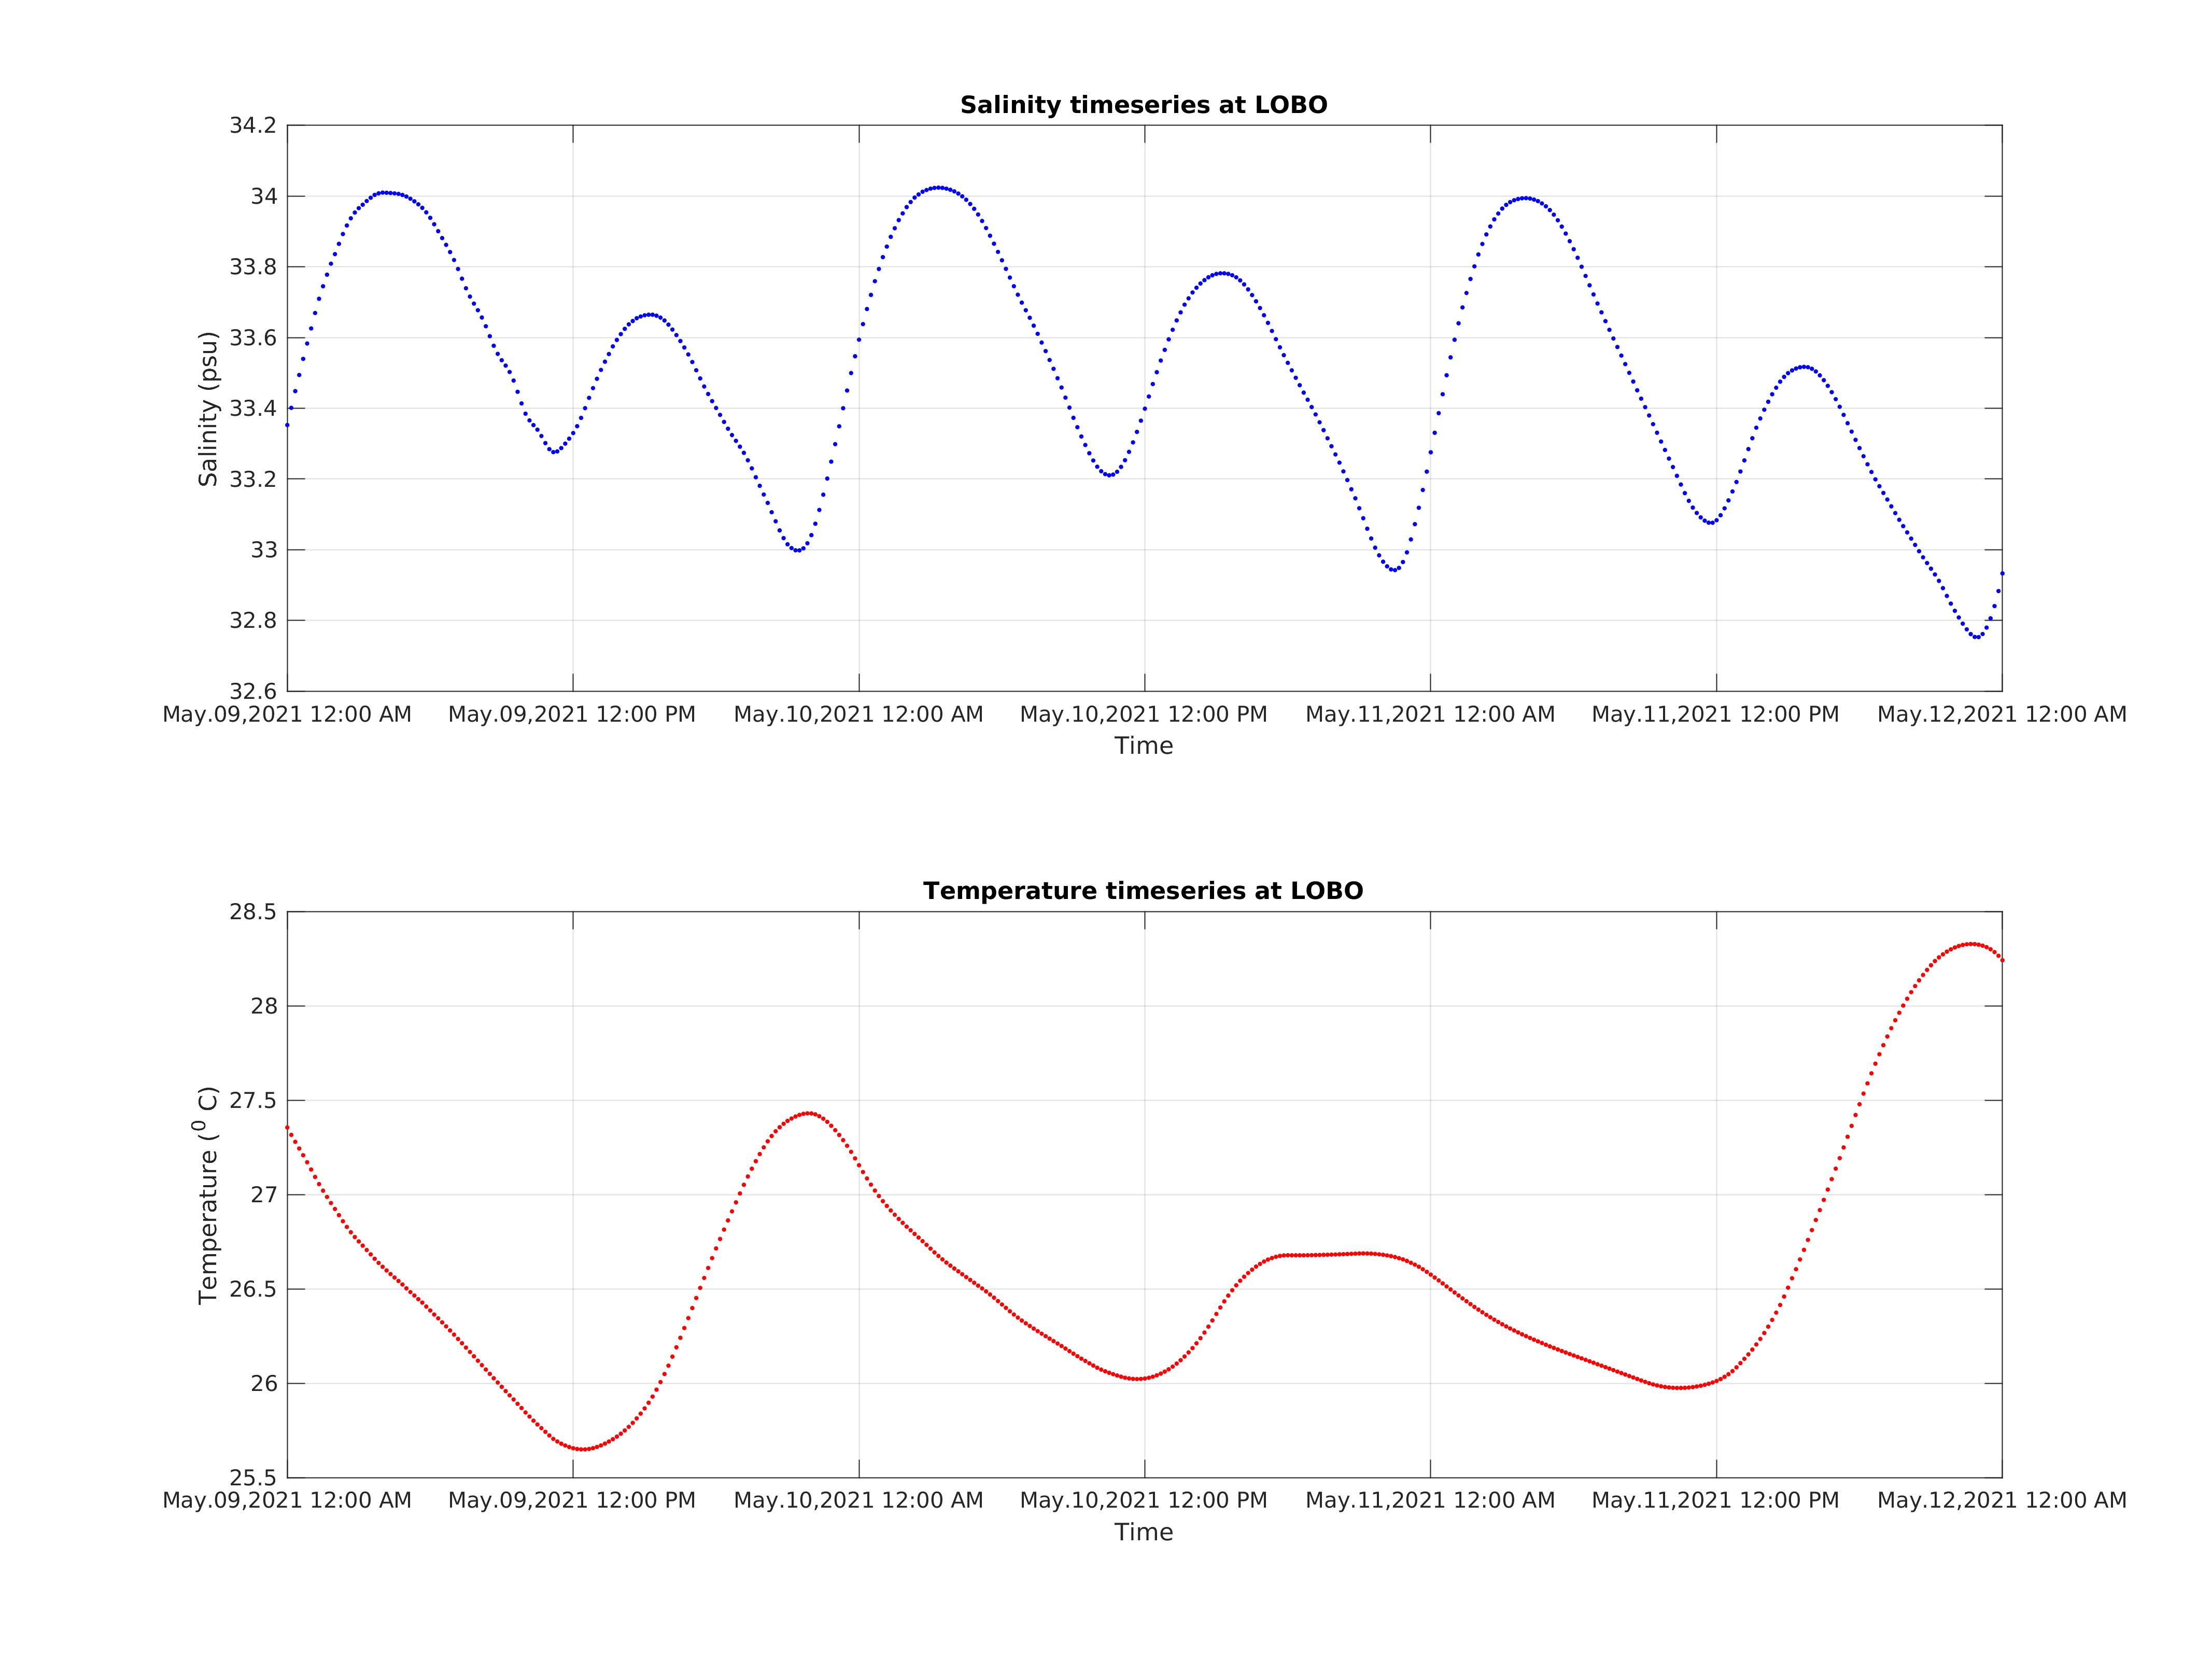 Salinity timeseries at LOBO
34.2
34
33.8
33.6
33.4
33.2
33
32.8
32.6
Salinity (psu)
May.09,2021 12:00 AM May.09,2021 12:00 PM May.10,2021 12:00 AM May.10,2021 12:00 PM May.11,2021 12:00 AM May.11,2021 12:00 PM May.12,2021 12:00 AM
Time
Temperature timeseries at LOBO
28.5
28
27.5
27
26.5
26
25.5
Temperature (⁰ C)
May.09,2021 12:00 AM May.09,2021 12:00 PM May.10,2021 12:00 AM May.10,2021 12:00 PM May.11,2021 12:00 AM May.11,2021 12:00 PM May.12,2021 12:00 AM
Time